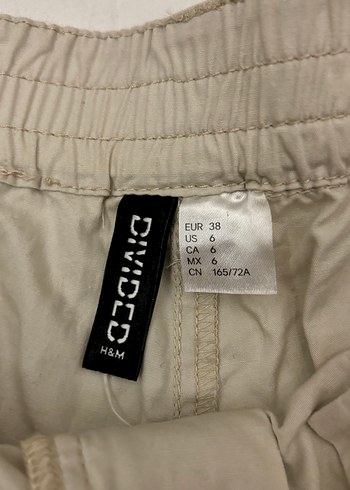 DIVIDED
H&M
EUR 38
US 6
CA 6
MX 6
CN 165/72A